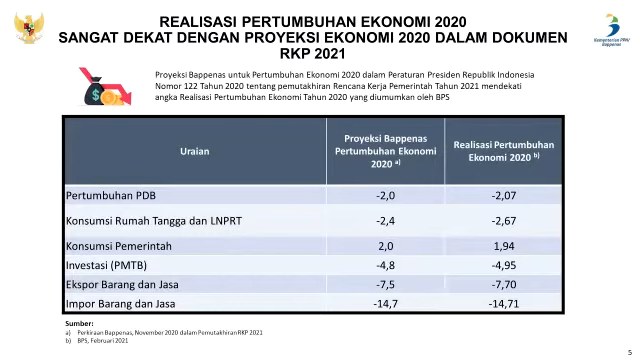 REALISASI PERTUMBUHAN EKONOMI 2020
SANGAT DEKAT DENGAN PROYEKSI EKONOMI 2020 DALAM DOKUMEN
RKP 2021
Kementerian PPN/
Bappenas
Proyeksi Bappenas untuk Pertumbuhan Ekonomi 2020 dalam Peraturan Presiden Republik Indonesia
Nomor 122 Tahun 2020 tentang pemutakhiran Rencana Kerja Pemerintah Tahun 2021 mendekati
angka Realisasi Pertumbuhan Ekonomi Tahun 2020 yang diumumkan oleh BPS
Uraian
Proyeksi Bappenas
Pertumbuhan Ekonomi
2020 a)
Realisasi Pertumbuhan
Ekonomi 2020 b)
Pertumbuhan PDB -2,0 -2,07
Konsumsi Rumah Tangga dan LNPRT -2,4 -2,67
Konsumsi Pemerintah 2,0 1,94
Investasi (PMTB) -4,8 -4,95
Ekspor Barang dan Jasa -7,5 -7,70
Impor Barang dan Jasa -14,7 -14,71
Sumber:
a) Perkiraan Bappenas, November 2020 dalam Pemutakhiran RKP 2021
b) BPS, Februari 2021
5